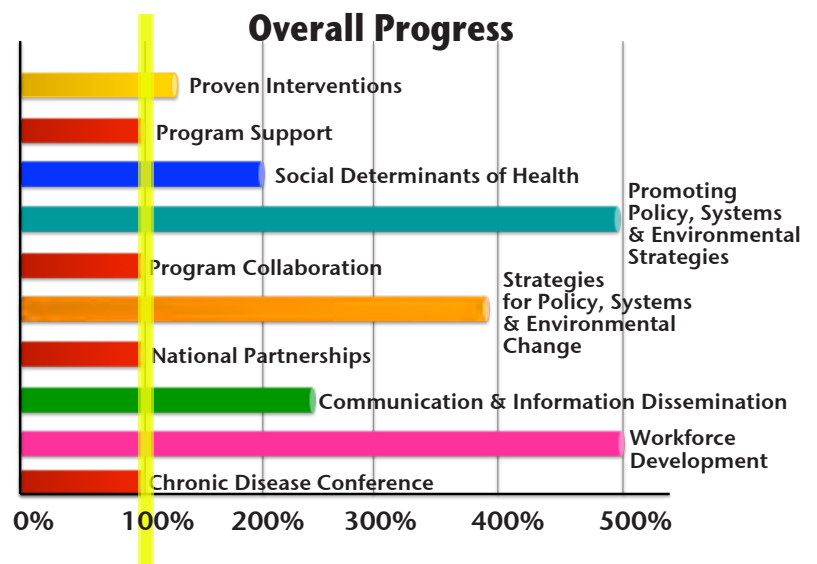 Overall Progress
Proven Interventions
Program Support
Social Determinants of Health
Promoting
Policy, Systems
& Environmental
Strategies
Program Collaboration
Strategies
for Policy, Systems
& Environmental
Change
National Partnerships
Communication & Information Dissemination
Workforce
Development
Chronic Disease Conference
0% 100% 200% 300% 400% 500%